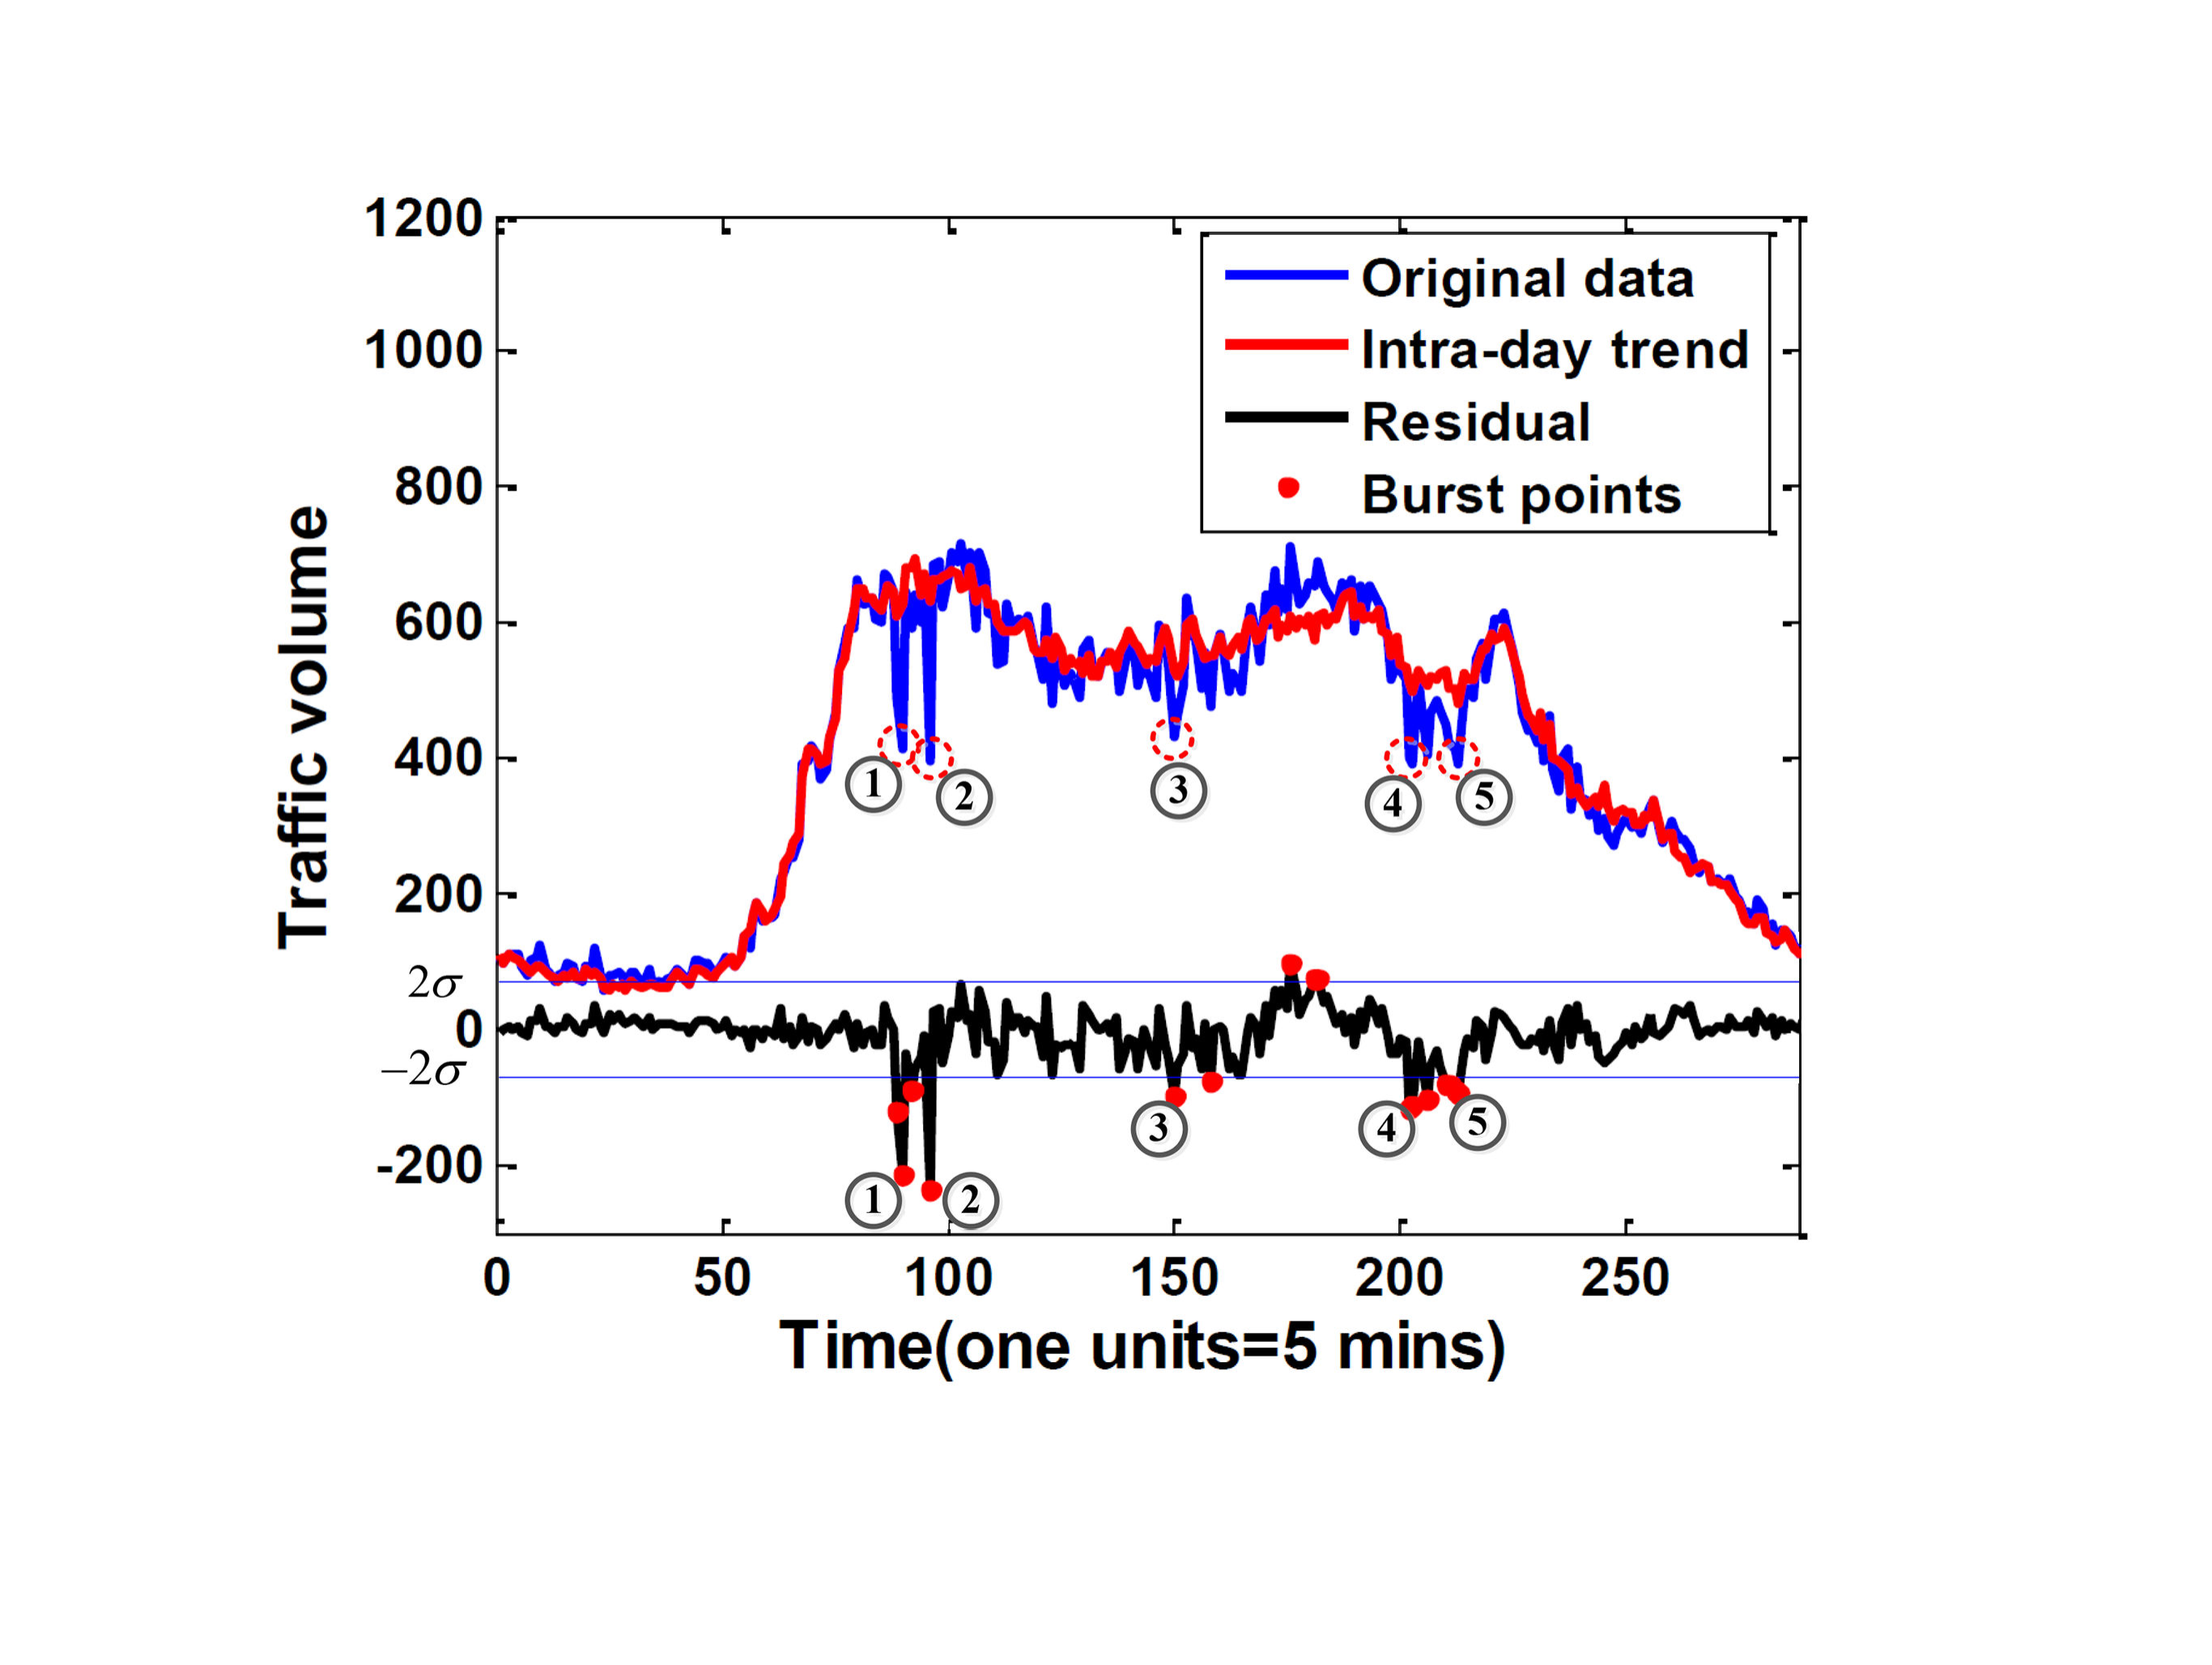 1200
1000
800
600
400
200
2σ
0
−2σ
-200
Traffic volume
Original data
Intra-day trend
Residual
Burst points
1
2
3
4
5
3
4
5
1
2
0 50 100 150 200 250
Time(one units=5 mins)